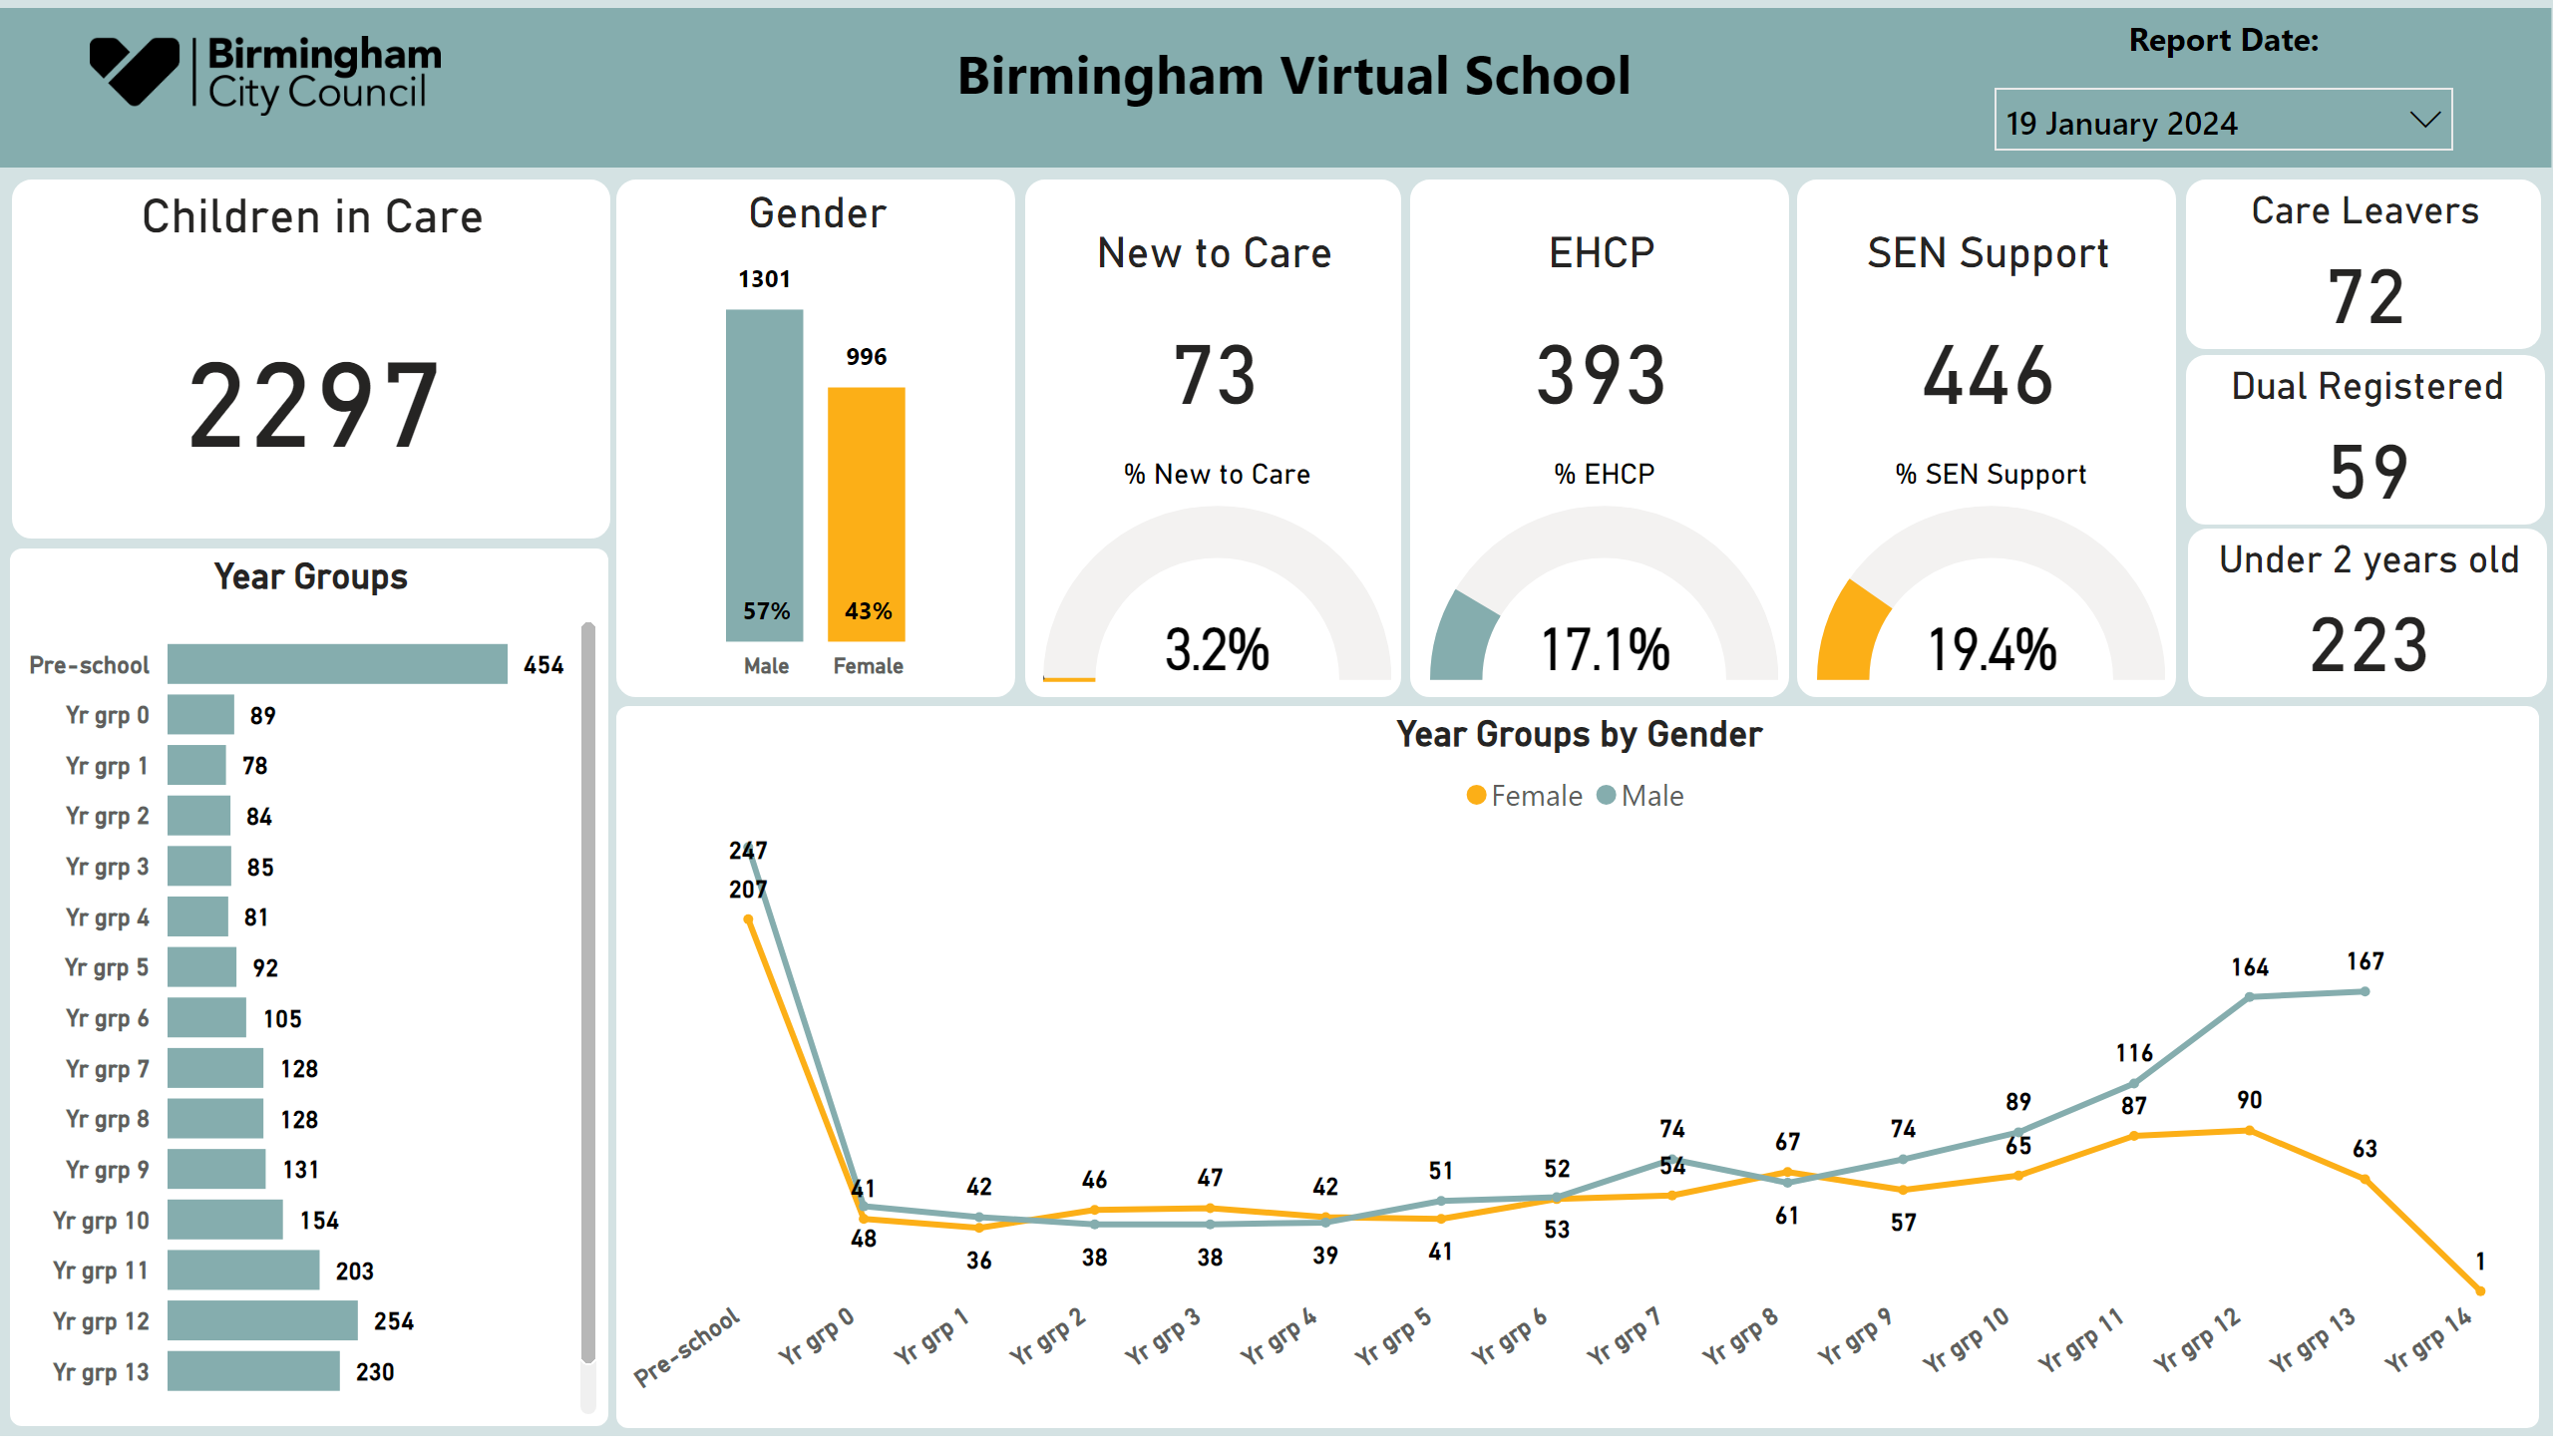 Birmingham
City Council
Birmingham Virtual School
Report Date:
19 January 2024
Children in Care
2297
Gender
1301
996
57%
43%
Male Female
New to Care
73
% New to Care
3.2%
EHCP
393
% EHCP
17.1%
SEN Support
446
% SEN Support
19.4%
Care Leavers
72
Dual Registered
59
Under 2 years old
223
Year Groups
Pre-school 454
Yr grp 0 89
Yr grp 1 78
Yr grp 2 84
Yr grp 3 85
Yr grp 4 81
Yr grp 5 92
Yr grp 6 105
Yr grp 7 128
Yr grp 8 128
Yr grp 9 131
Yr grp 10 154
Yr grp 11 203
Yr grp 12 254
Yr grp 13 230
Year Groups by Gender
Female Male
247
207
41 42 46 47 42 51 52 74 67 74 89 116 164 167
48 36 38 38 39 41 53 54 61 57 65 87 90 63 1
Pre-school Yr grp 0 Yr grp 1 Yr grp 2 Yr grp 3 Yr grp 4 Yr grp 5 Yr grp 6 Yr grp 7 Yr grp 8 Yr grp 9 Yr grp 10 Yr grp 11 Yr grp 12 Yr grp 13 Yr grp 14